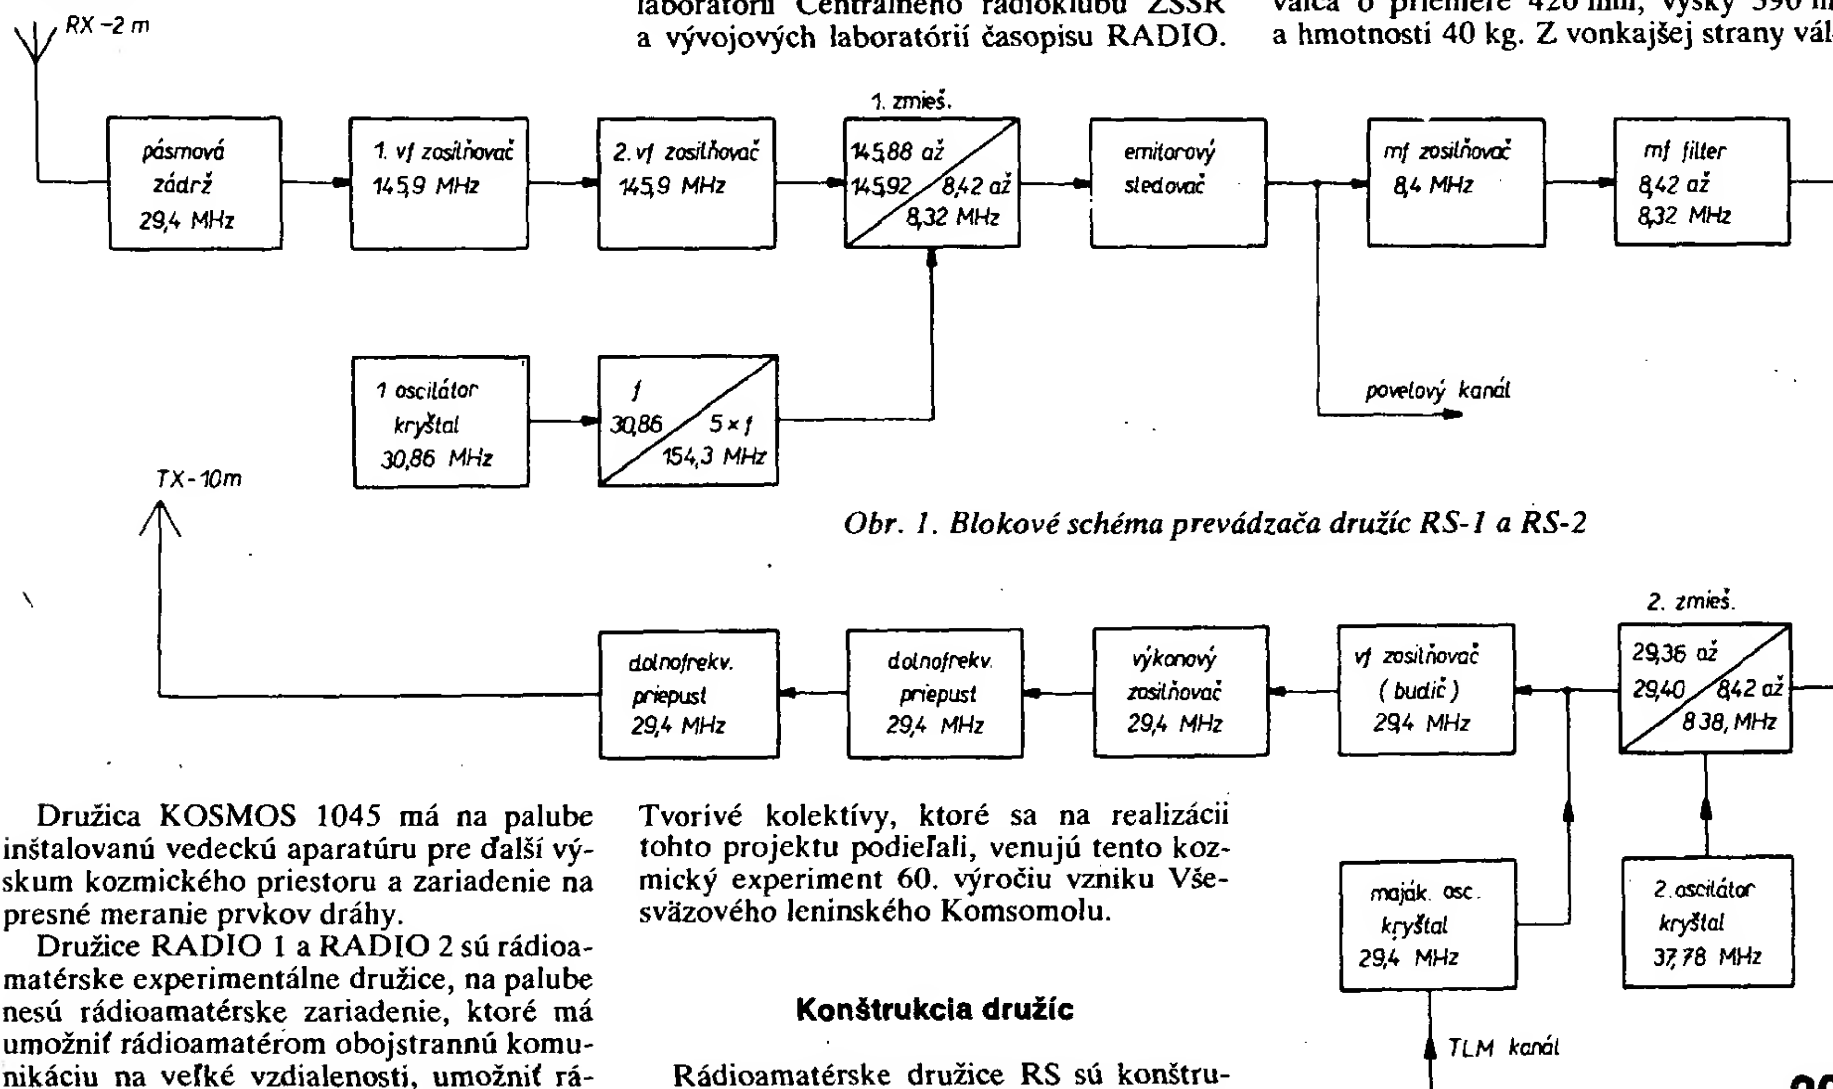 laboratórií Centrálneho rádioklubu ZSSR
a vývojových laboratórií časopisu RADIO.
valca o priemere 420 mm, výšky 390 m
a hmotnosti 40 kg. Z vonkajšej strany vál-
RX-2 m
pásmová
zádrž
29,4 MHz
1. vf zosilňovač
145,9 MHz
2. vf zosilňovač
145,9 MHz
1. zmieš.
145,88 až
145,92
8,42 až
8,32 MHz
emitorový
sledovač
mf zosilňovač
8,4 MHz
mf filter
8,42 až
8,32 MHz
povelový kanál
1 oscilátor
kryštal
30,86 MHz
f
30,86
5×f
154,3 MHz
Obr. 1. Blokové schéma prevádzača družíc RS-1 a RS-2
TX-10m
dolnofrekv.
priepust
29,4 MHz
dolnofrekv.
priepust
29,4 MHz
výkonový
zosilňovač
29,4 MHz
vf zosilňovač
(budič)
29,4 MHz
2. zmieš.
29,36 až
29,40
8,42 až
838, MHz
maják. osc.
kryštal
29,4 MHz
2. oscilátor
kryštal
37,78 MHz
TLM kanál
Družica KOSMOS 1045 má na palube
inštalovanú vedeckú aparatúru pre ďalší vý-
skum kozmického priestoru a zariadenie na
presné meranie prvkov dráhy.
Družice RADIO 1 a RADIO 2 sú rádioa-
matérske experimentálne družice, na palube
nesú rádioamatérske zariadenie, ktoré má
umožniť rádioamatérom obojstrannú komu-
nikáciu na veľké vzdialenosti, umožniť rá-
Tvorivé kolektívy, ktoré sa na realizácii
tohto projektu podieľali, venujú tento koz-
mický experiment 60. výročiu vzniku Vše-
sväzového leninského Komsomolu.
Konštrukcia družíc
Rádioamatérske družice RS sú konštru-